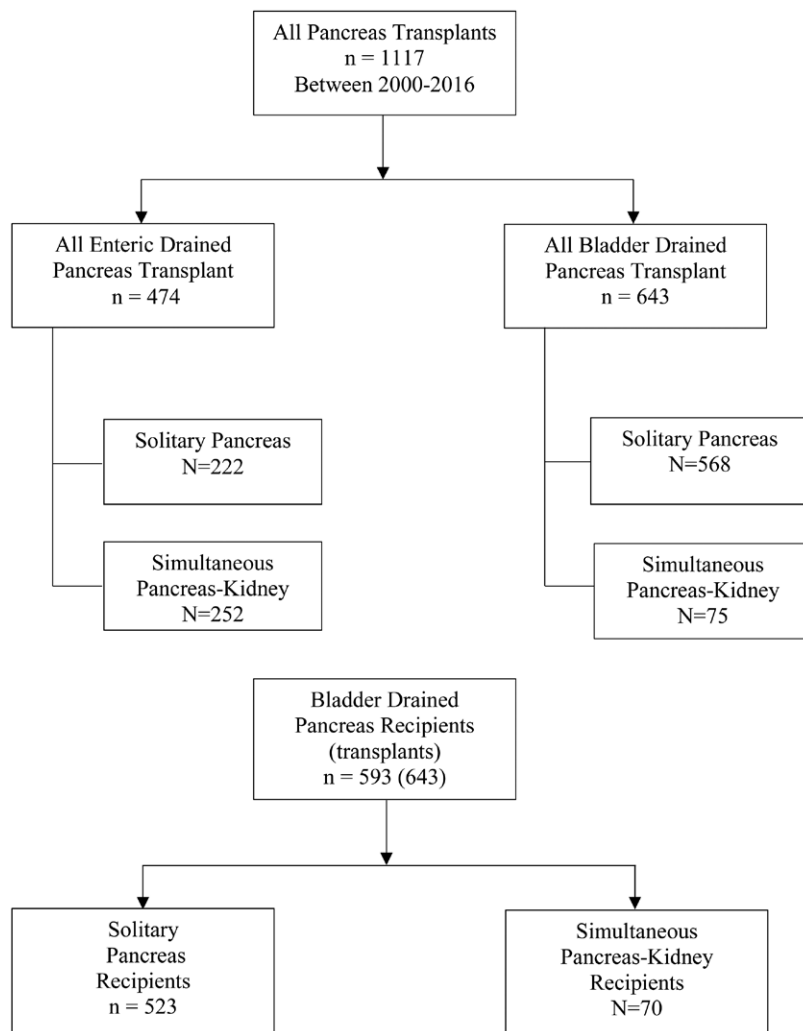 All Pancreas Transplants
n = 1117
Between 2000-2016
All Enteric Drained
Pancreas Transplant
n = 474
All Bladder Drained
Pancreas Transplant
n = 643
Solitary Pancreas
N=222
Solitary Pancreas
N=568
Simultaneous
Pancreas-Kidney
N=252
Simultaneous
Pancreas-Kidney
N=75
Bladder Drained
Pancreas Recipients
(transplants)
n = 593 (643)
Solitary
Pancreas
Recipients
n = 523
Simultaneous
Pancreas-Kidney
Recipients
N=70